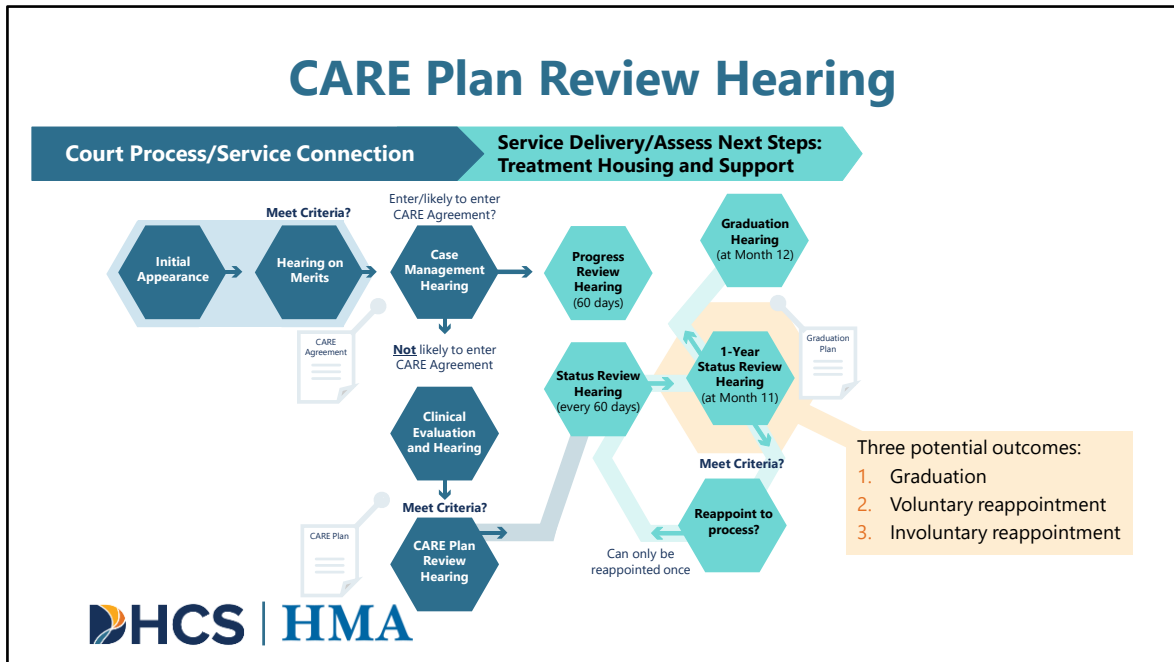 CARE Plan Review Hearing
Court Process/Service Connection
Service Delivery/Assess Next Steps:
Treatment Housing and Support
Meet Criteria?
Enter/likely to enter
CARE Agreement?
Initial
Appearance
Hearing on
Merits
Case
Management
Hearing
Progress
Review
Hearing
(60 days)
Graduation
Hearing
(at Month 12)
CARE
Agreement
Not likely to enter
CARE Agreement
Status Review
Hearing
(every 60 days)
1-Year
Status Review
Hearing
(at Month 11)
Graduation
Plan
Clinical
Evaluation
and Hearing
Meet Criteria?
Reappoint to
process?
Can only be
reappointed once
Three potential outcomes:
1. Graduation
2. Voluntary reappointment
3. Involuntary reappointment
Meet Criteria?
CARE Plan
CARE Plan
Review
Hearing
DHCS
HMA